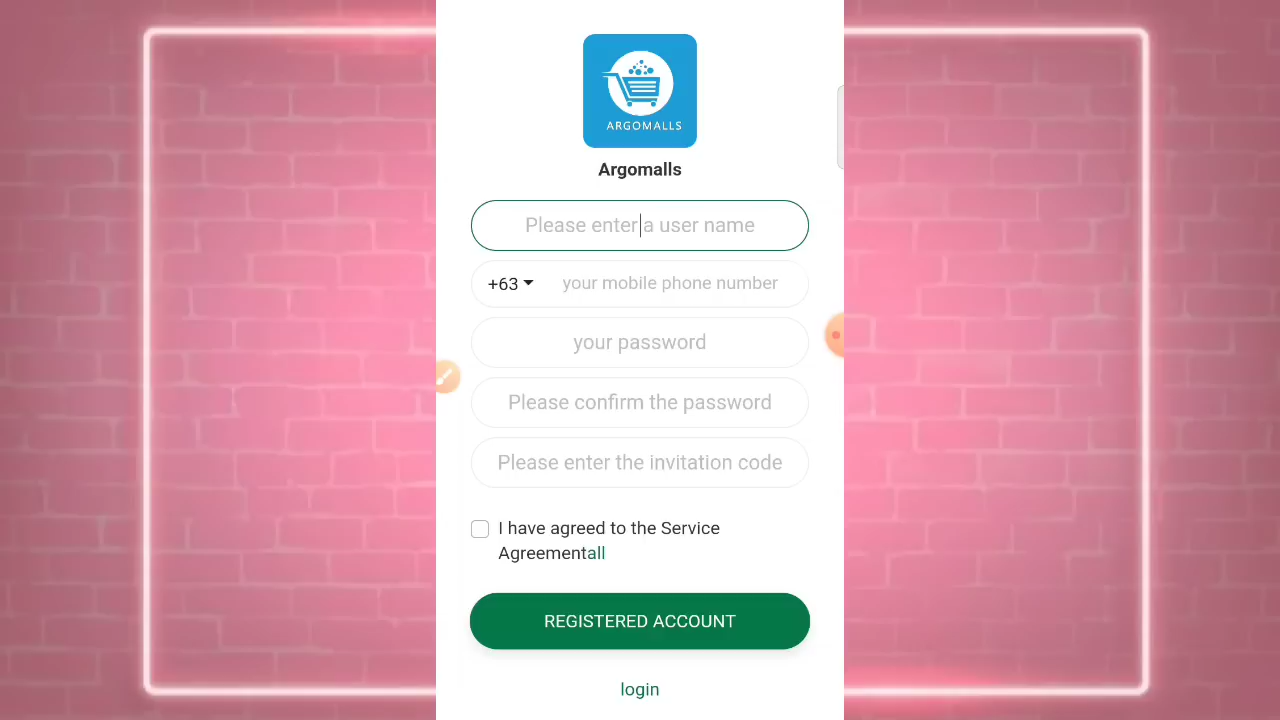 ARGOMALLS
Argomalls
Please enter a user name
+63 your mobile phone number
your password
Please confirm the password
Please enter the invitation code
I have agreed to the Service
Agreementall
REGISTERED ACCOUNT
login